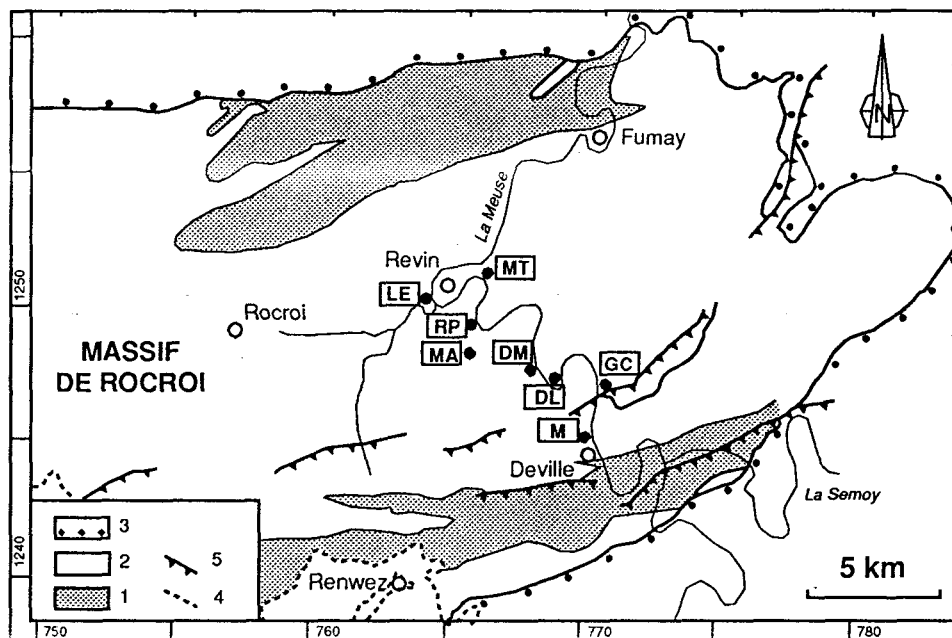 N
Fumay
La Meuse
Revin
MT
LE
Rocroi
RP
MASSIF
DE ROCROI
MA
DM
GC
DL
M
Deville
La Semoy
3
2
5
1
4
Renwez
5 km
1250
1240
750
760
770
780